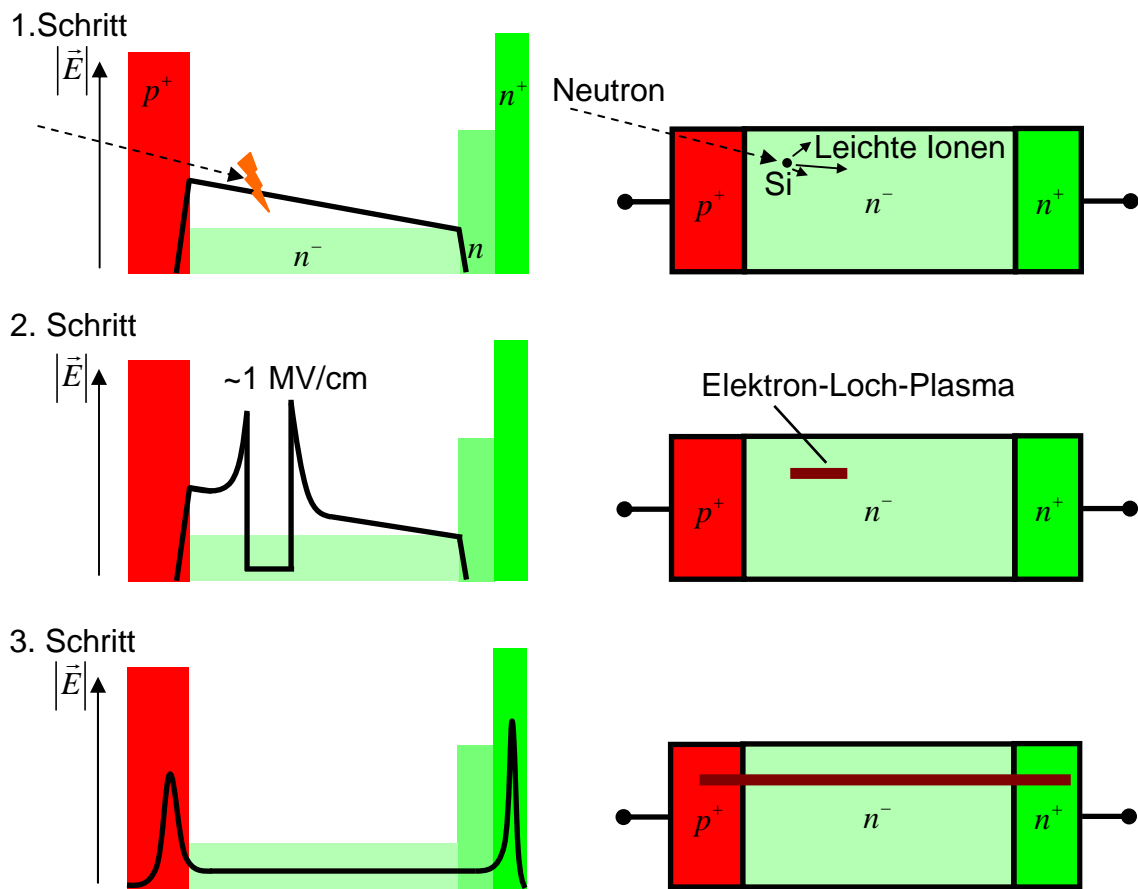 1.Schritt
|E⃗|
p⁺
n⁺
n⁻
n
Neutron
Leichte Ionen
Si
p⁺
n⁻
n⁺
2. Schritt
|E⃗|
~1 MV/cm
Elektron-Loch-Plasma
p⁺
n⁻
n⁺
3. Schritt
|E⃗|
p⁺
n⁻
n⁺